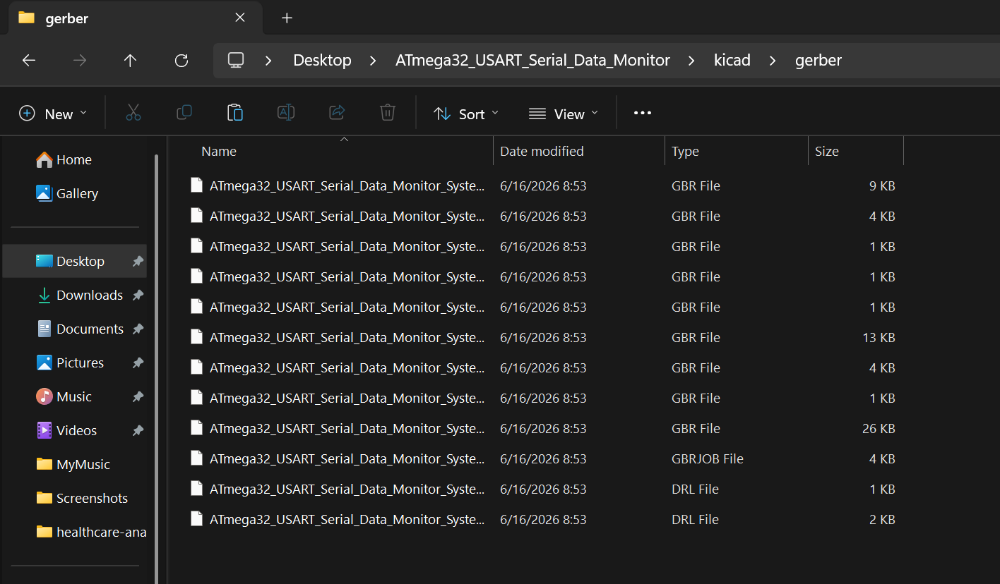 gerber
Desktop ATmega32_USART_Serial_Data_Monitor kicad gerber
New Sort View
Name Date modified Type Size
Home
Gallery
Desktop
Downloads
Documents
Pictures
Music
Videos
MyMusic
Screenshots
healthcare-ana
ATmega32_USART_Serial_Data_Monitor_Syste... 6/16/2026 8:53 GBR File 9 KB
ATmega32_USART_Serial_Data_Monitor_Syste... 6/16/2026 8:53 GBR File 4 KB
ATmega32_USART_Serial_Data_Monitor_Syste... 6/16/2026 8:53 GBR File 1 KB
ATmega32_USART_Serial_Data_Monitor_Syste... 6/16/2026 8:53 GBR File 1 KB
ATmega32_USART_Serial_Data_Monitor_Syste... 6/16/2026 8:53 GBR File 1 KB
ATmega32_USART_Serial_Data_Monitor_Syste... 6/16/2026 8:53 GBR File 13 KB
ATmega32_USART_Serial_Data_Monitor_Syste... 6/16/2026 8:53 GBR File 4 KB
ATmega32_USART_Serial_Data_Monitor_Syste... 6/16/2026 8:53 GBR File 1 KB
ATmega32_USART_Serial_Data_Monitor_Syste... 6/16/2026 8:53 GBR File 26 KB
ATmega32_USART_Serial_Data_Monitor_Syste... 6/16/2026 8:53 GBRJOB File 4 KB
ATmega32_USART_Serial_Data_Monitor_Syste... 6/16/2026 8:53 DRL File 1 KB
ATmega32_USART_Serial_Data_Monitor_Syste... 6/16/2026 8:53 DRL File 2 KB